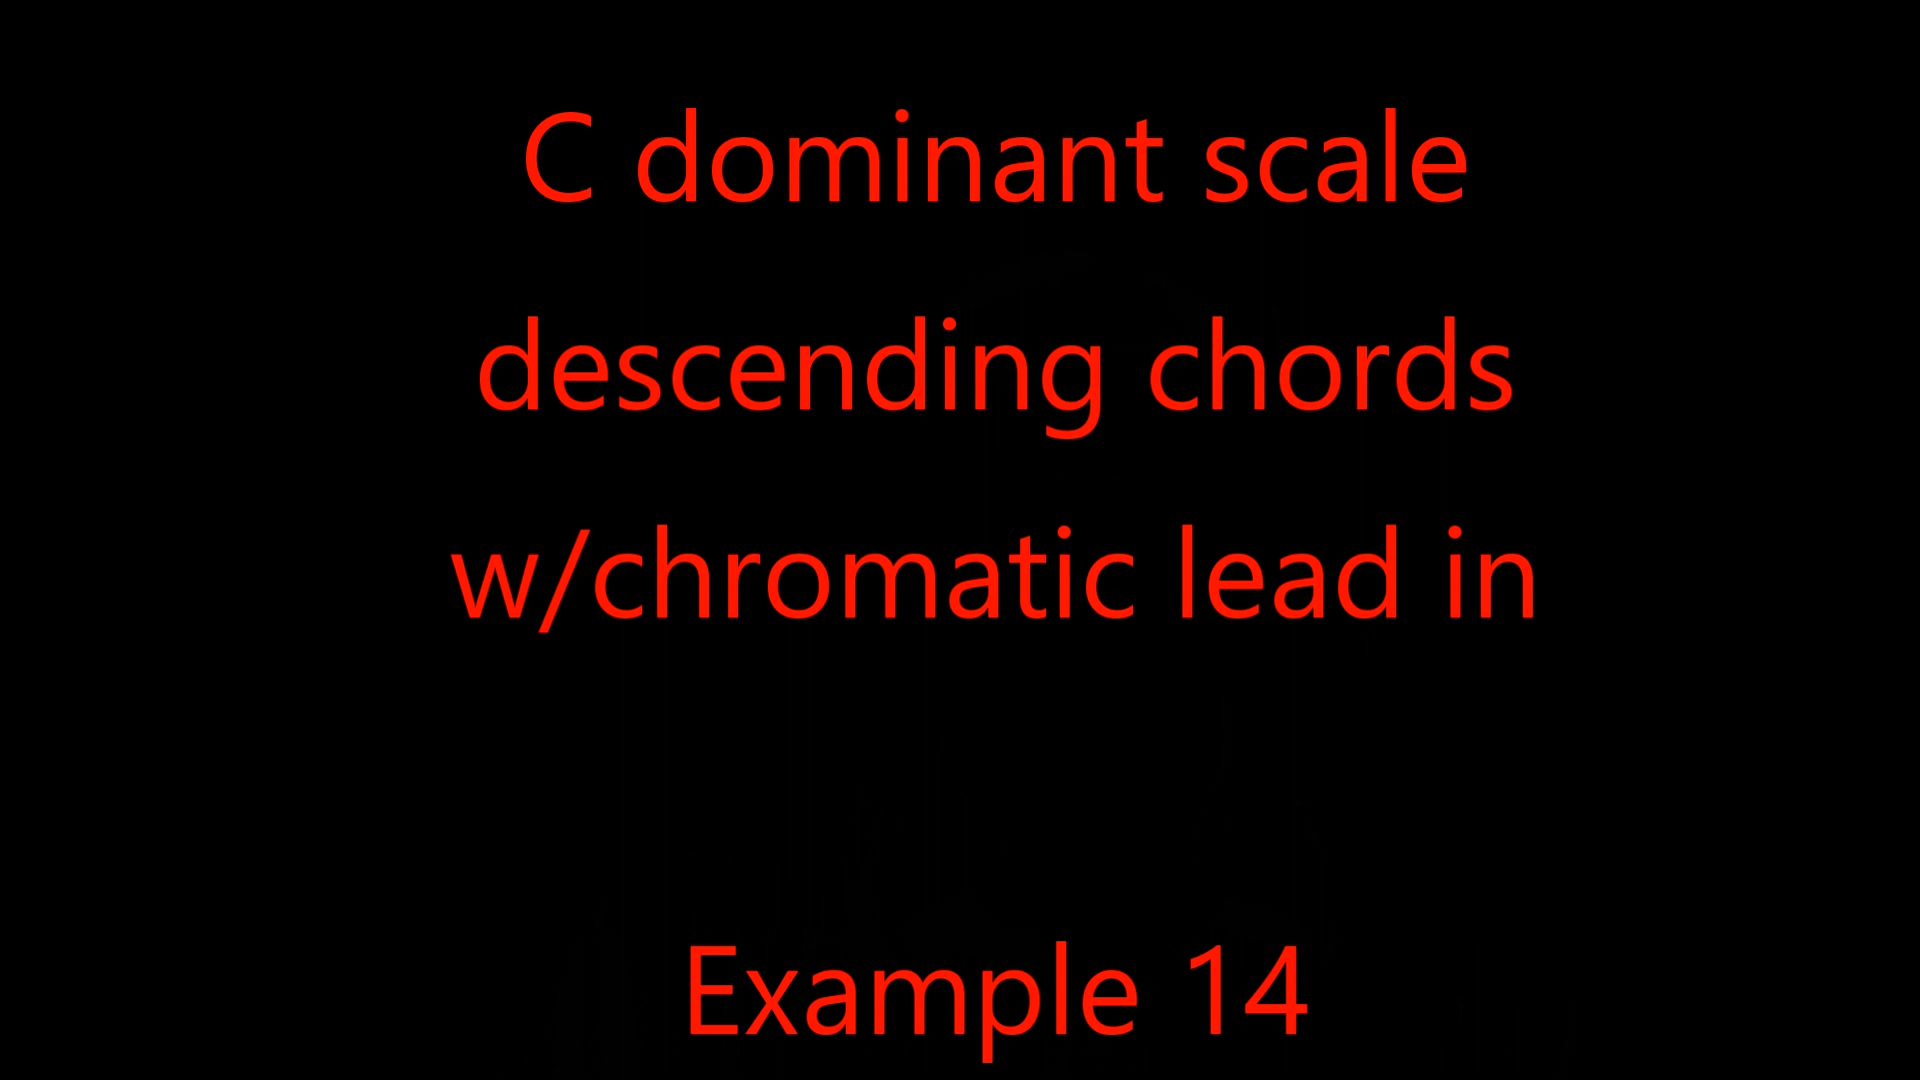 C dominant scale
descending chords
w/chromatic lead in
Example 14